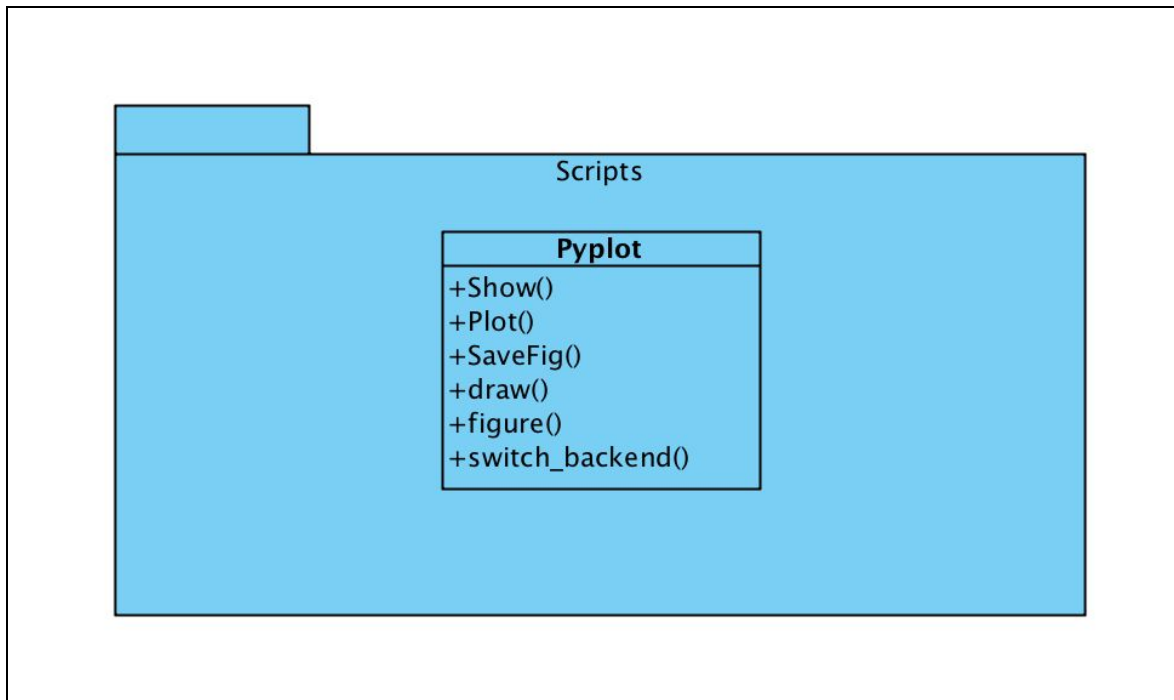 Scripts
Pyplot
+Show()
+Plot()
+SaveFig()
+draw()
+figure()
+switch_backend()